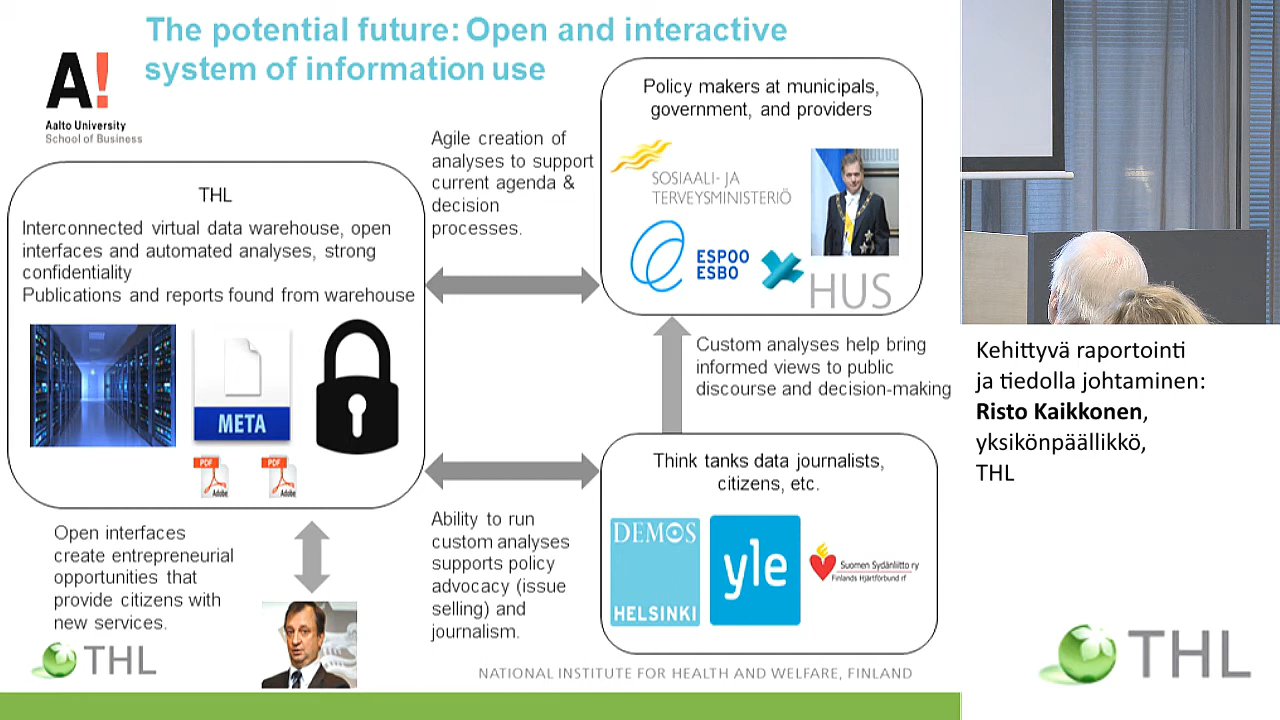 The potential future: Open and interactive
system of information use
A!
Aalto University
School of Business
THL
Interconnected virtual data warehouse, open
interfaces and automated analyses, strong
confidentiality
Publications and reports found from warehouse
META
PDF
Adobe
PDF
Adobe
Agile creation of
analyses to support
current agenda &
decision
processes.
Policy makers at municipals,
government, and providers
SOSIAALI- JA
TERVEYSMINISTERIÖ
ESPOO
ESBO
HUS
Custom analyses help bring
informed views to public
discourse and decision-making
Think tanks data journalists,
citizens, etc.
DEMOS
HELSINKI
yle
Suomen Sydänliitto ry
Finlands Hjärtförbund rf
Ability to run
custom analyses
supports policy
advocacy (issue
selling) and
journalism.
Open interfaces
create entrepreneurial
opportunities that
provide citizens with
new services.
THL
NATIONAL INSTITUTE FOR HEALTH AND WELFARE, FINLAND
Kehittyvä raportointi
ja tiedolla johtaminen:
Risto Kaikkonen,
yksikönpäällikkö,
THL
THL